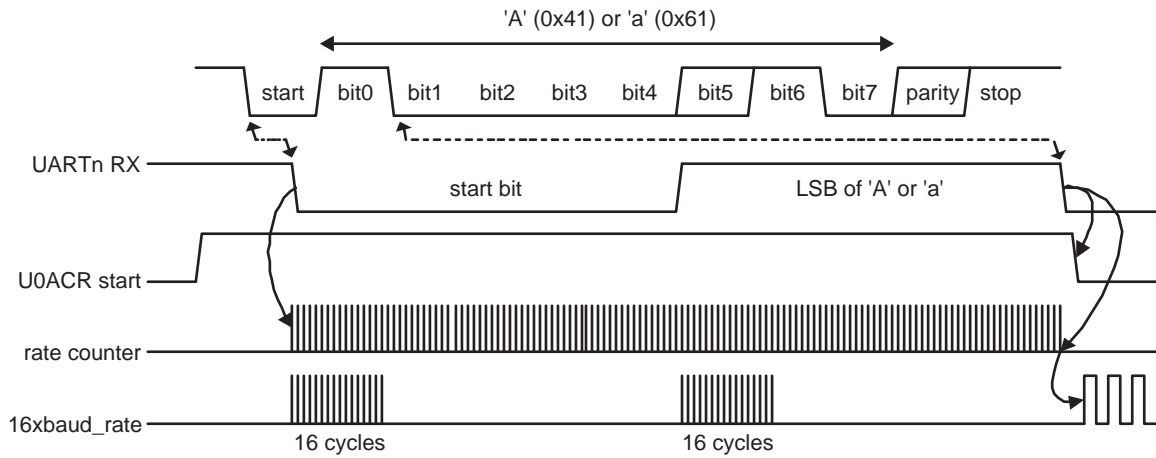 'A' (0x41) or 'a' (0x61)
start bit0 bit1 bit2 bit3 bit4 bit5 bit6 bit7 parity stop
UARTn RX
start bit LSB of 'A' or 'a'
U0ACR start
rate counter
16xbaud_rate
16 cycles 16 cycles